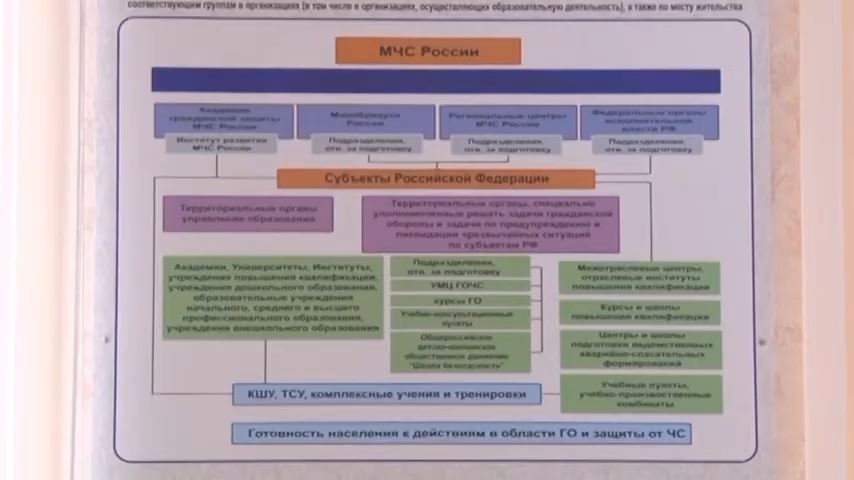 соответствующим группам в организациях (в том числе в организациях, осуществляющих образовательную деятельность), а также по месту жительства
МЧС России
Академия
гражданской защиты
МЧС России
Институт развития
МЧС России
Минобрнауки
России
Подразделения,
отв. за подготовку
Региональные центры
МЧС России
Подразделения,
отв. за подготовку
Федеральные органы
исполнительной
власти РФ
Подразделения,
отв. за подготовку
Субъекты Российской Федерации
Территориальные органы
управления образованием
Территориальные органы, специально
уполномоченные решать задачи гражданской
обороны и задачи по предупреждению и
ликвидации чрезвычайных ситуаций
по субъектам РФ
Академии, Университеты, Институты,
учреждения повышения квалификации,
учреждения дошкольного образования,
образовательные учреждения
начального, среднего и высшего
профессионального образования,
учреждения внешкольного образования
Подразделения,
отв. за подготовку
УМЦ ГОЧС
курсы ГО
Учебно-консультационные
пункты
Общероссийское
детско-юношеское
общественное движение
"Школа безопасности"
Межотраслевые центры,
отраслевые институты
повышения квалификации
Курсы и школы
повышения квалификации
Центры и школы
подготовки ведомственных
аварийно-спасательных
формирований
Учебные пункты,
учебно-производственные
комбинаты
КШУ, ТСУ, комплексные учения и тренировки
Готовность населения к действиям в области ГО и защиты от ЧС